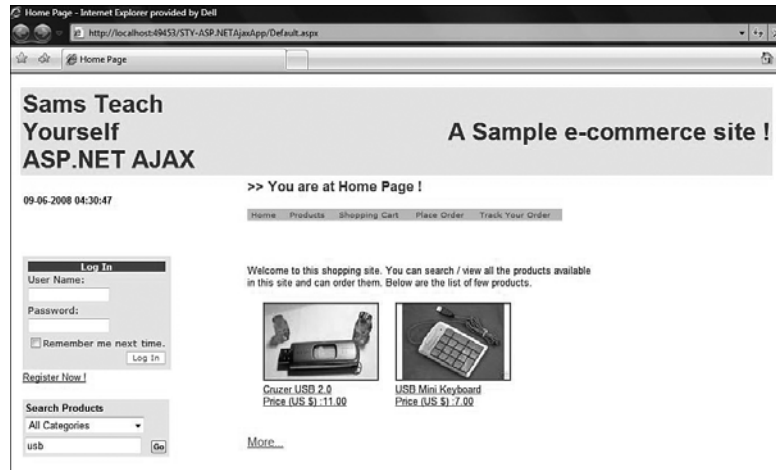 Home Page - Internet Explorer provided by Dell
http://localhost:49453/STY-ASP.NETAjaxApp/Default.aspx
Home Page
Sams Teach
Yourself
ASP.NET AJAX
A Sample e-commerce site !
09-06-2008 04:30:47
>> You are at Home Page !
Home Products Shopping Cart Place Order Track Your Order
Log In
User Name:
Password:
Remember me next time.
Log In
Register Now !
Search Products
All Categories
usb
Go
Welcome to this shopping site. You can search / view all the products available
in this site and can order them. Below are the list of few products.
Cruzer USB 2.0
Price (US $) :11.00
USB Mini Keyboard
Price (US $) :7.00
More...